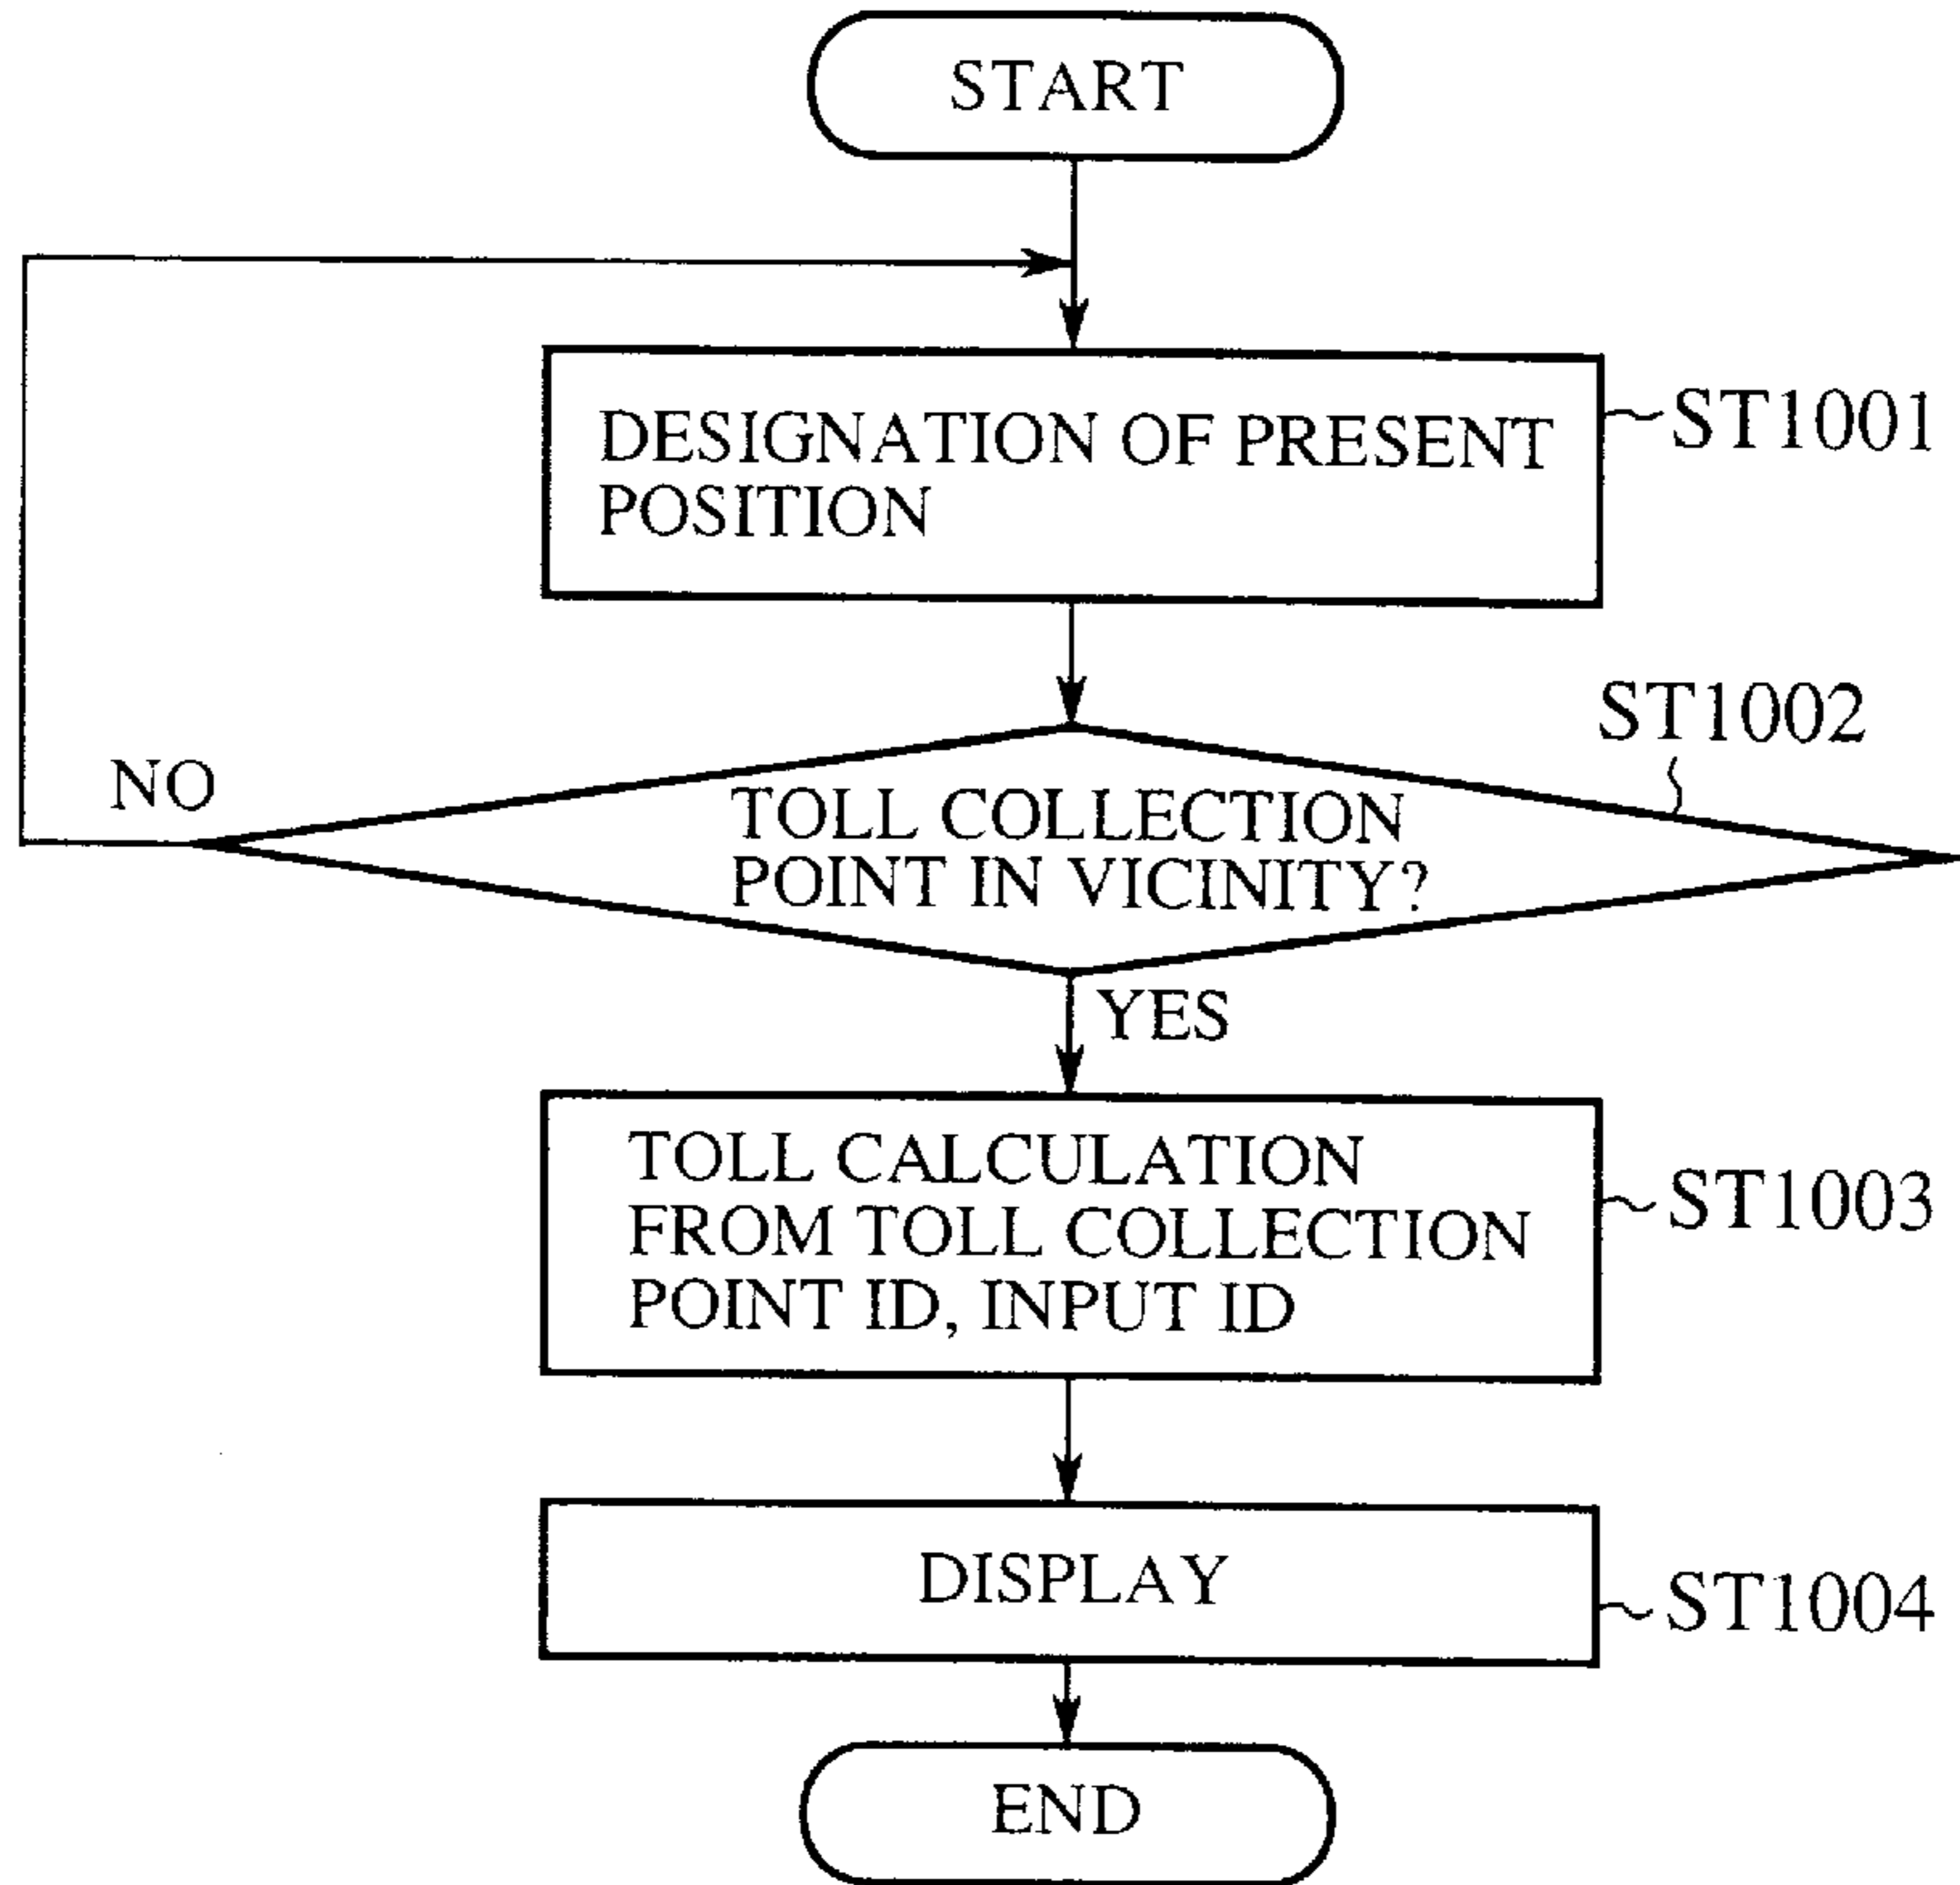 START
DESIGNATION OF PRESENT
POSITION
ST1001
ST1002
NO
TOLL COLLECTION
POINT IN VICINITY?
YES
TOLL CALCULATION
FROM TOLL COLLECTION
POINT ID, INPUT ID
ST1003
DISPLAY
ST1004
END